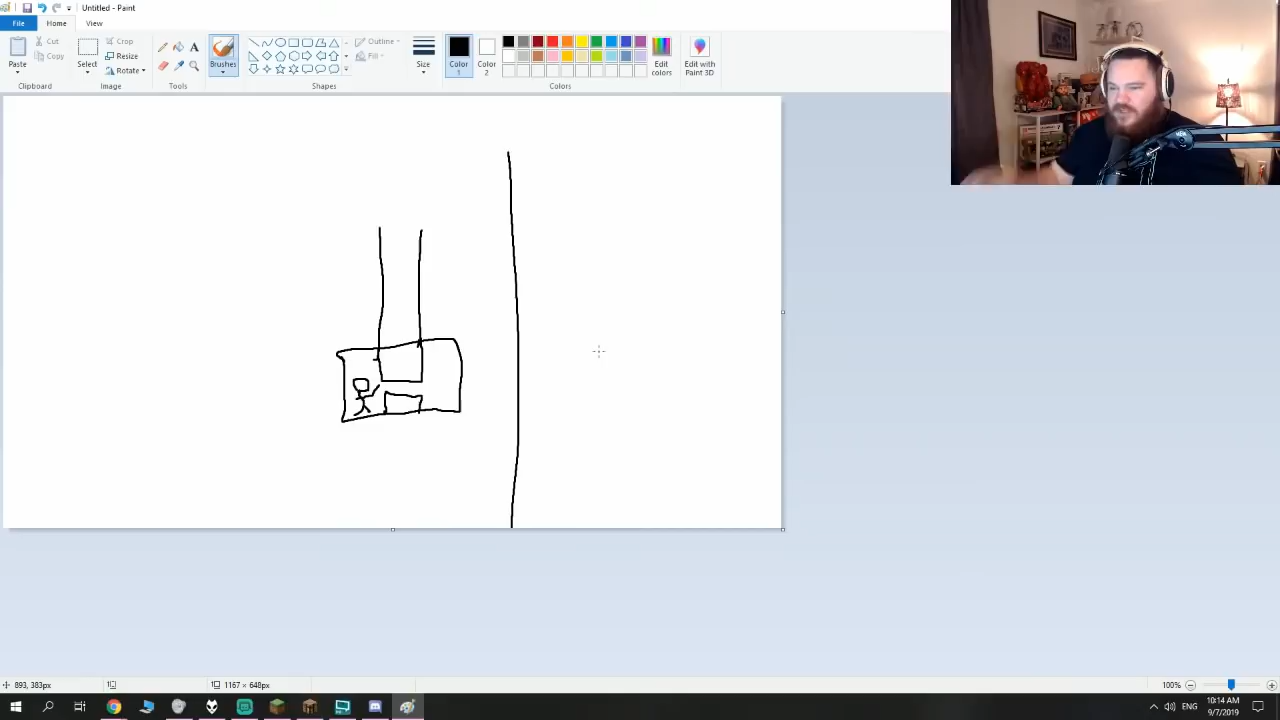 Untitled - Paint
File Home View
Paste
Cut
Copy
Clipboard
Select
Crop
Resize
Rotate
Image
Tools
Brushes
Shapes
Outline
Fill
Size
Color 1
Color 2
Edit colors
Colors
Edit with Paint 3D
893, 383px
1167 × 648px
100%
ENG
10:14 AM
9/7/2019